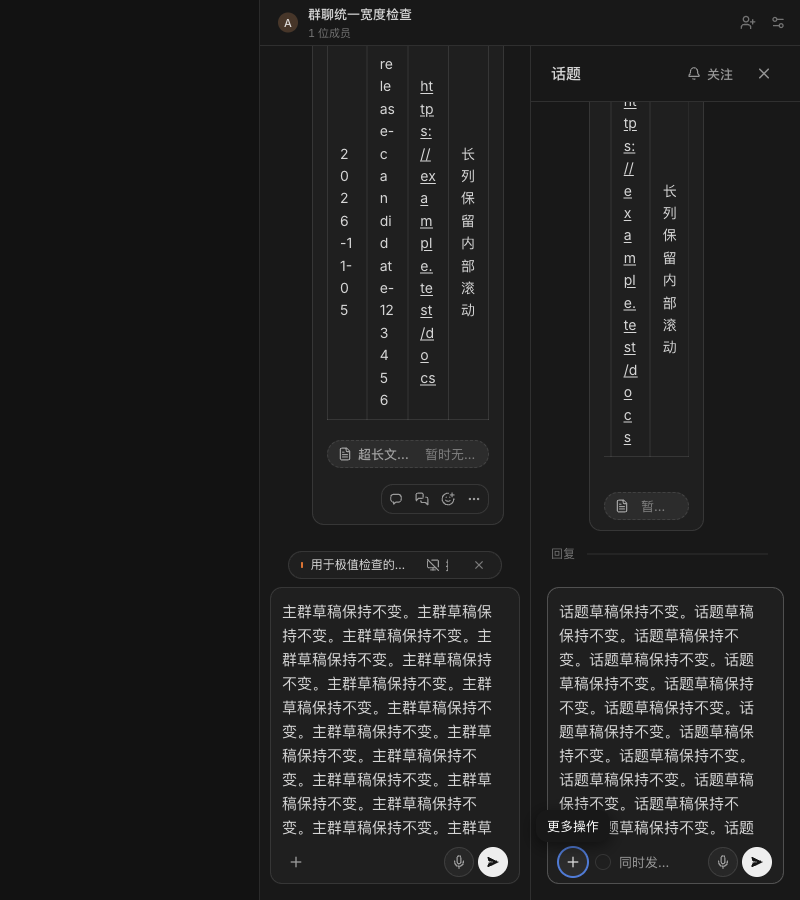 A
群聊统一宽度检查
1 位成员
re
le
as
e-
c
a
n
di
d
at
e-
12
3
4
5
6
2
0
2
6
-1
1-
0
5
ht
tp
s:
//
ex
a
m
pl
e.
te
st
/d
o
cs
长
列
保
留
内
部
滚
动
超长文...
暂时无...
用于极值检查的...
主群草稿保持不变。主群草稿保
持不变。主群草稿保持不变。主
群草稿保持不变。主群草稿保持
不变。主群草稿保持不变。主群
草稿保持不变。主群草稿保持不
变。主群草稿保持不变。主群草
稿保持不变。主群草稿保持不
变。主群草稿保持不变。主群草
稿保持不变。主群草稿保持不
变。主群草稿保持不变。主群草
话题
关注
ht
tp
s:
//
e
x
a
m
pl
e.
te
st
/d
o
c
s
长
列
保
留
内
部
滚
动
暂...
回复
话题草稿保持不变。话题草稿
保持不变。话题草稿保持不
变。话题草稿保持不变。话题
草稿保持不变。话题草稿保持
不变。话题草稿保持不变。话
题草稿保持不变。话题草稿保
持不变。话题草稿保持不变。
话题草稿保持不变。话题草稿
保持不变。话题草稿保持不
题草稿保持不变。话题
更多操作
同时发...